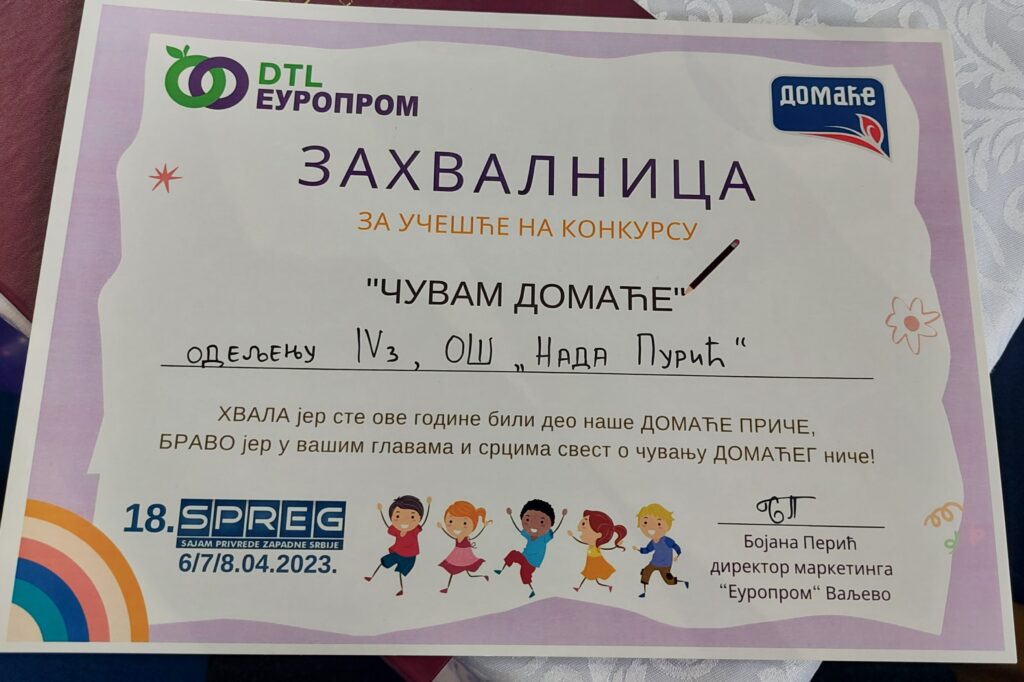 DTL
ЕУРОПРОМ
домаће
ЗАХВАЛНИЦА
ЗА УЧЕШЋЕ НА КОНКУРСУ
"ЧУВАМ ДОМАЋЕ"
ОДЕЉЕЊУ IV3, ОШ „НАДА ПУРИЋ“
ХВАЛА јер сте ове године били део наше ДОМАЋЕ ПРИЧЕ,
БРАВО јер у вашим главама и срцима свест о чувању ДОМАЋЕГ ниче!
18. SPREG
SAJAM PRIVREDE ZAPADNE SRBIJE
6/7/8.04.2023.
Бојана Перић
директор маркетинга
“Еуропром“ Ваљево